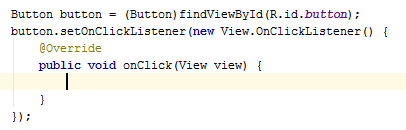 Button button = (Button)findViewById(R.id.button);
button.setOnClickListener(new View.OnClickListener() {
    @Override
    public void onClick(View view) {
    }
});